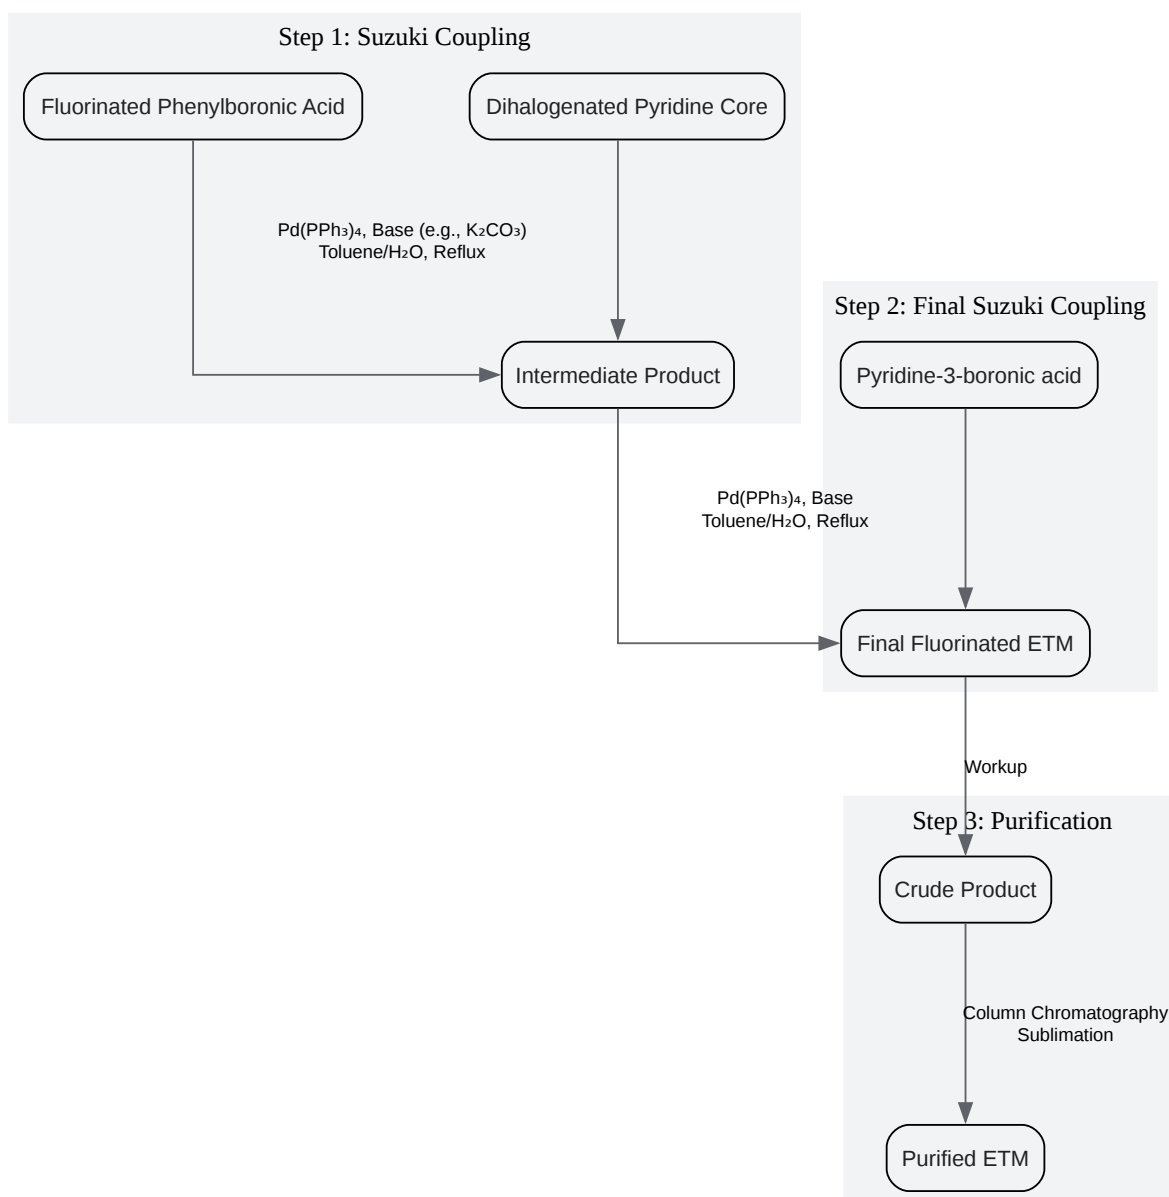 Step 1: Suzuki Coupling
Fluorinated Phenylboronic Acid
Dihalogenated Pyridine Core
Pd(PPh₃)₄, Base (e.g., K₂CO₃)
Toluene/H₂O, Reflux
Intermediate Product
Step 2: Final Suzuki Coupling
Pyridine-3-boronic acid
Pd(PPh₃)₄, Base
Toluene/H₂O, Reflux
Final Fluorinated ETM
Workup
Step 3: Purification
Crude Product
Column Chromatography
Sublimation
Purified ETM